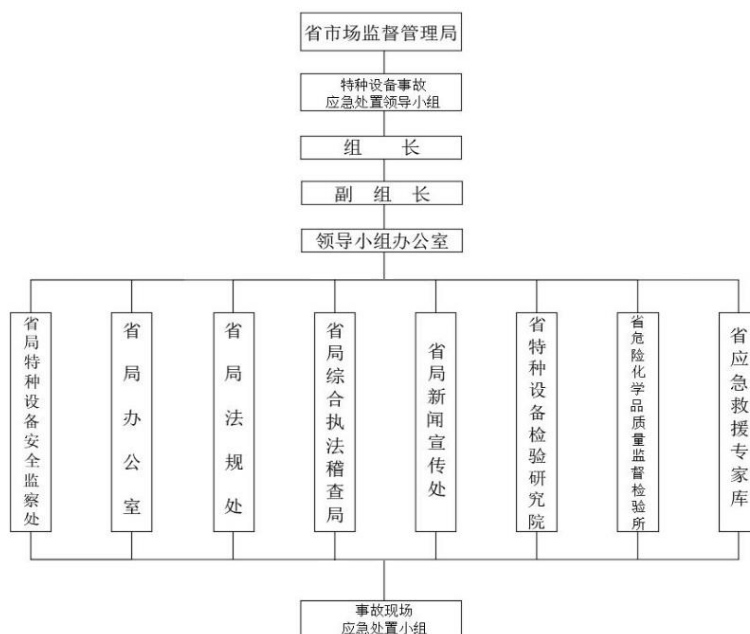 省市场监督管理局
特种设备事故
应急处置领导小组
组 长
副 组 长
领导小组办公室
省局特种设备安全监察处
省局办公室
省局法规处
省局综合执法稽查局
省局新闻宣传处
省特种设备检验研究院
省危险化学品质量监督检验所
省应急救援专家库
事故现场
应急处置小组